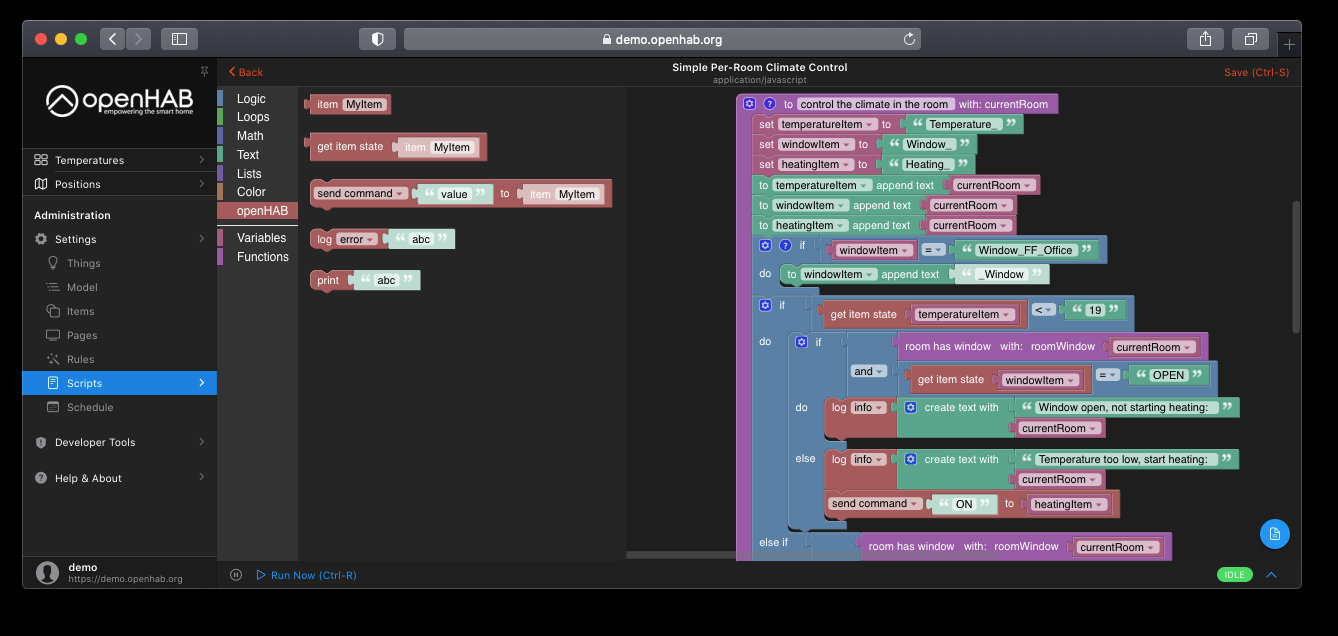 demo.openhab.org
openHAB
empowering the smart home
Temperatures
Positions
Administration
Settings
Things
Model
Items
Pages
Rules
Scripts
Schedule
Developer Tools
Help & About
demo
https://demo.openhab.org
Back
Simple Per-Room Climate Control
application/javascript
Save (Ctrl-S)
Logic
Loops
Math
Text
Lists
Color
openHAB
Variables
Functions
item MyItem
get item state item MyItem
send command “ value ” to item MyItem
log error “ abc ”
print “ abc ”
? to control the climate in the room with: currentRoom
set temperatureItem to “ Temperature_ ”
set windowItem to “ Window_ ”
set heatingItem to “ Heating_ ”
to temperatureItem append text currentRoom
to windowItem append text currentRoom
to heatingItem append text currentRoom
? if windowItem = “ Window_FF_Office ”
do to windowItem append text “ _Window ”
if get item state temperatureItem < “ 19 ”
do if room has window with: roomWindow currentRoom
and get item state windowItem = “ OPEN ”
do log info create text with “ Window open, not starting heating: ”
currentRoom
else log info create text with “ Temperature too low, start heating: ”
currentRoom
send command “ ON ” to heatingItem
else if room has window with: roomWindow currentRoom
Run Now (Ctrl-R)
IDLE